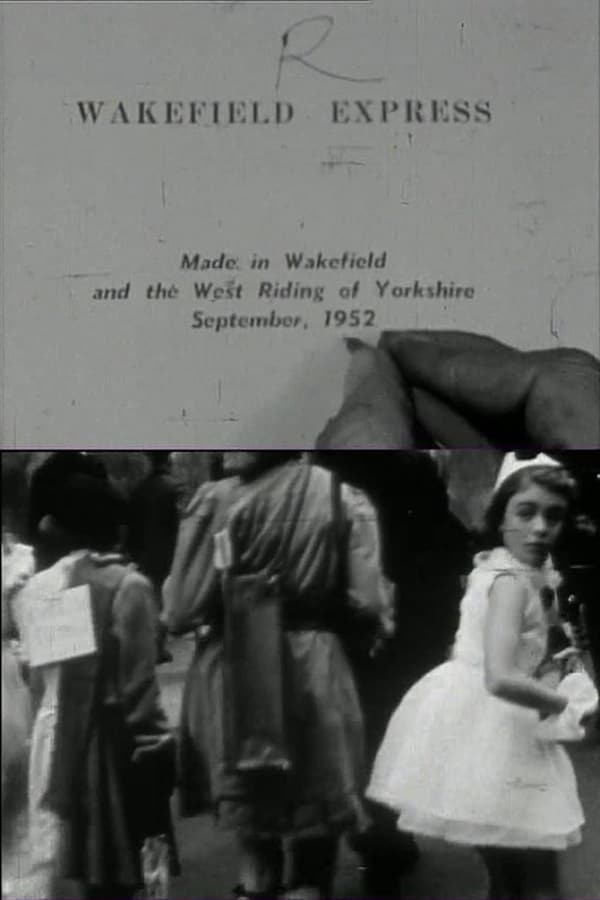 R
WAKEFIELD EXPRESS
Made in Wakefield
and the West Riding of Yorkshire
September, 1952